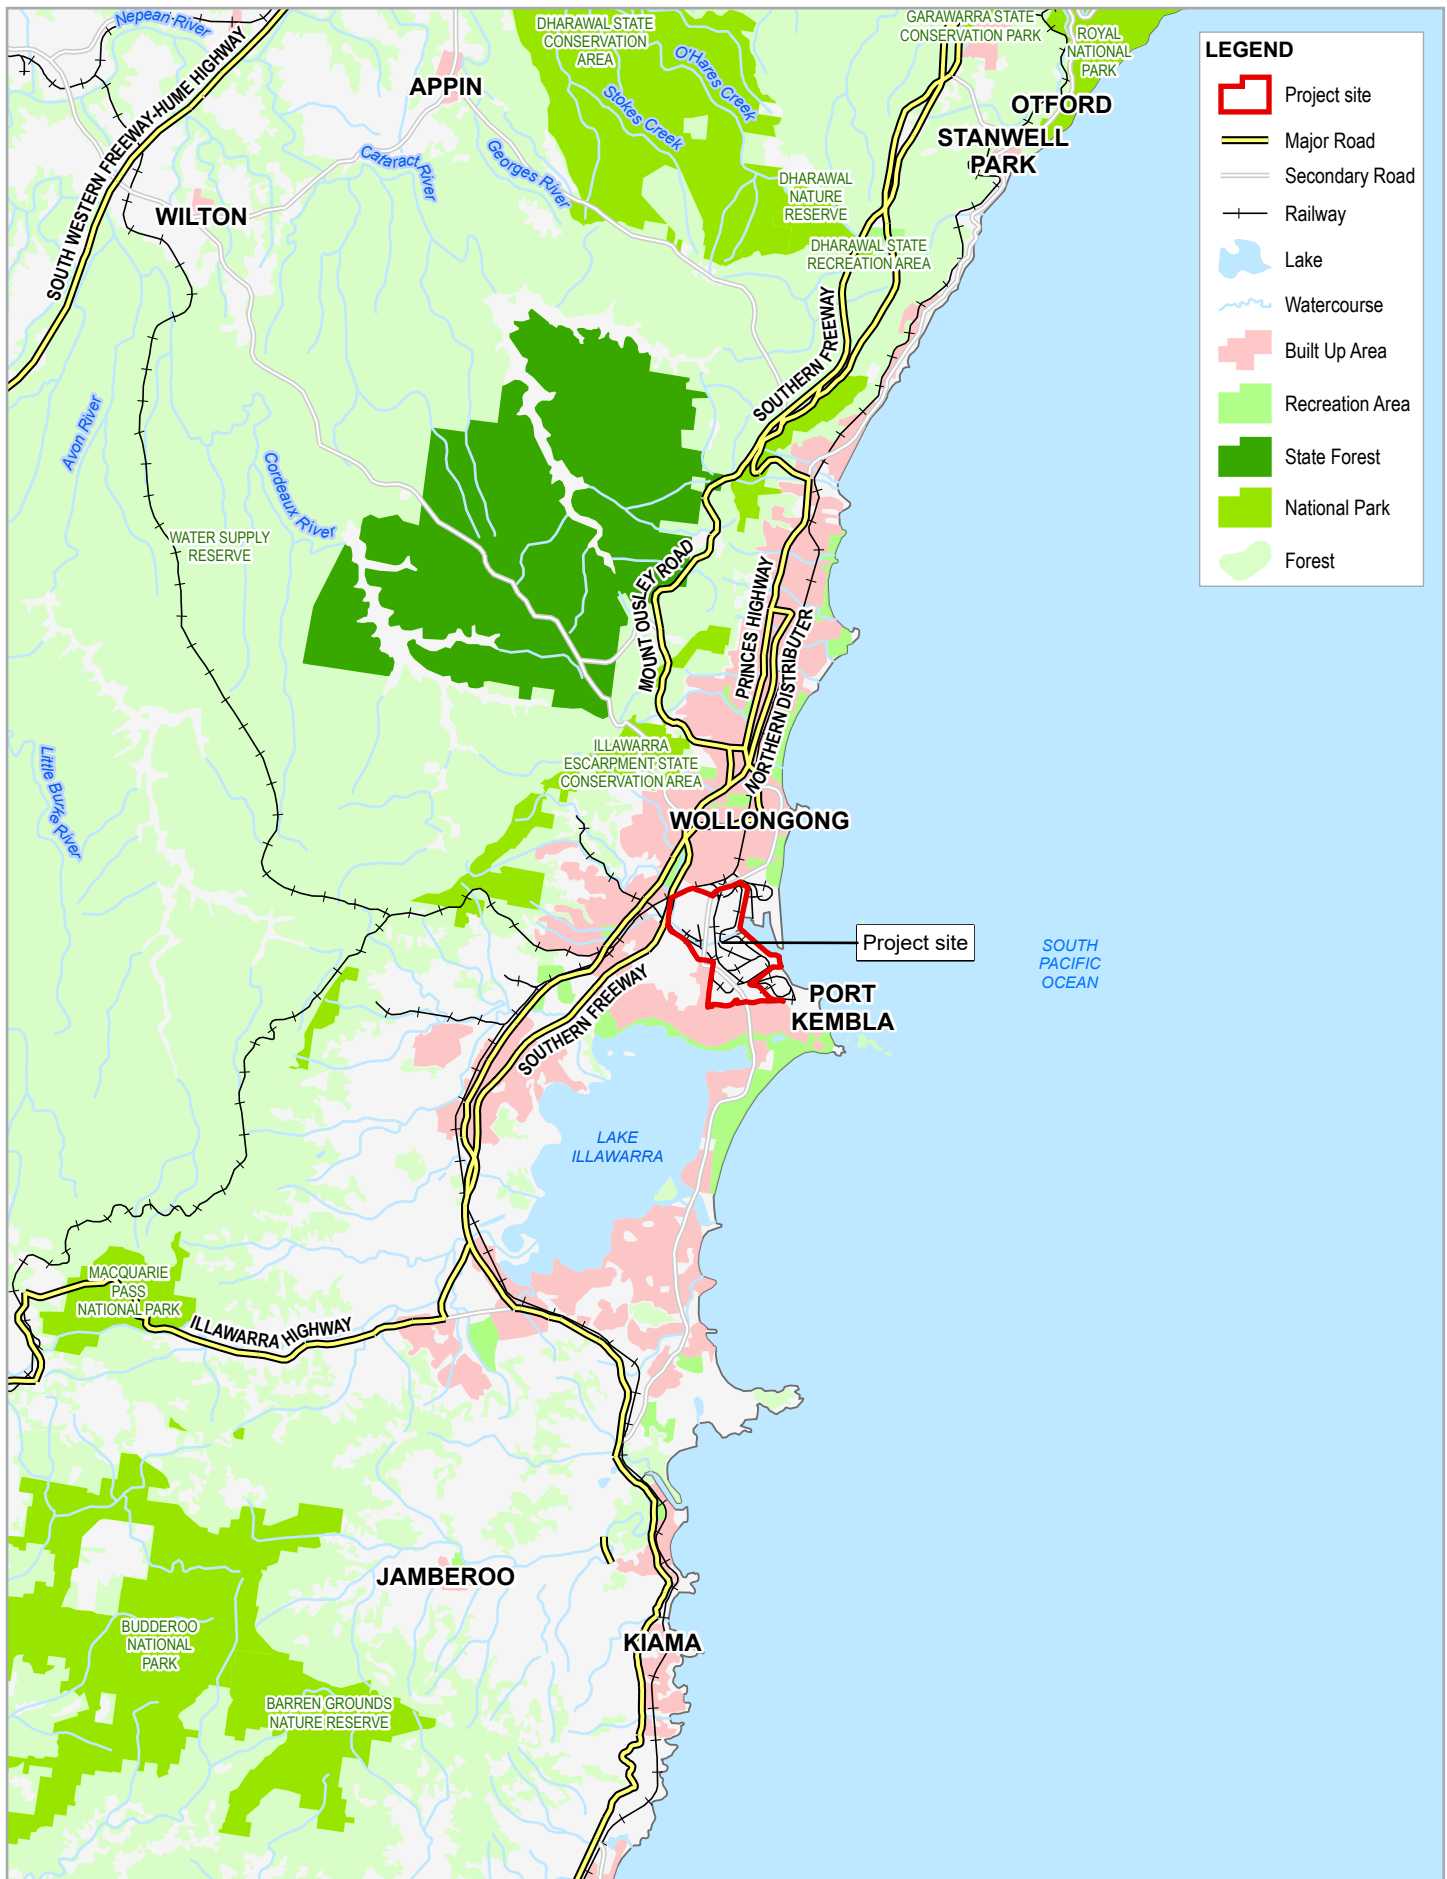 Nepean River
SOUTH WESTERN FREEWAY-HUME HIGHWAY
DHARAWAL STATE
CONSERVATION
AREA
GARAWARRA STATE
CONSERVATION PARK
ROYAL
NATIONAL
PARK
LEGEND
Project site
Major Road
Secondary Road
Railway
Lake
Watercourse
Built Up Area
Recreation Area
State Forest
National Park
Forest
APPIN
O'Hares Creek
Stokes Creek
OTFORD
STANWELL
PARK
Cataract River
Georges River
DHARAWAL
NATURE
RESERVE
WILTON
DHARAWAL STATE
RECREATION AREA
SOUTHERN FREEWAY
Avon River
Cordeaux River
WATER SUPPLY
RESERVE
MOUNT OUSLEY ROAD
PRINCES HIGHWAY
NORTHERN DISTRIBUTER
Little Burke River
ILLAWARRA
ESCARPMENT STATE
CONSERVATION AREA
WOLLONGONG
Project site
SOUTH
PACIFIC
OCEAN
PORT
KEMBLA
SOUTHERN FREEWAY
LAKE
ILLAWARRA
MACQUARIE
PASS
NATIONAL PARK
ILLAWARRA HIGHWAY
JAMBEROO
BUDDEROO
NATIONAL
PARK
KIAMA
BARREN GROUNDS
NATURE RESERVE